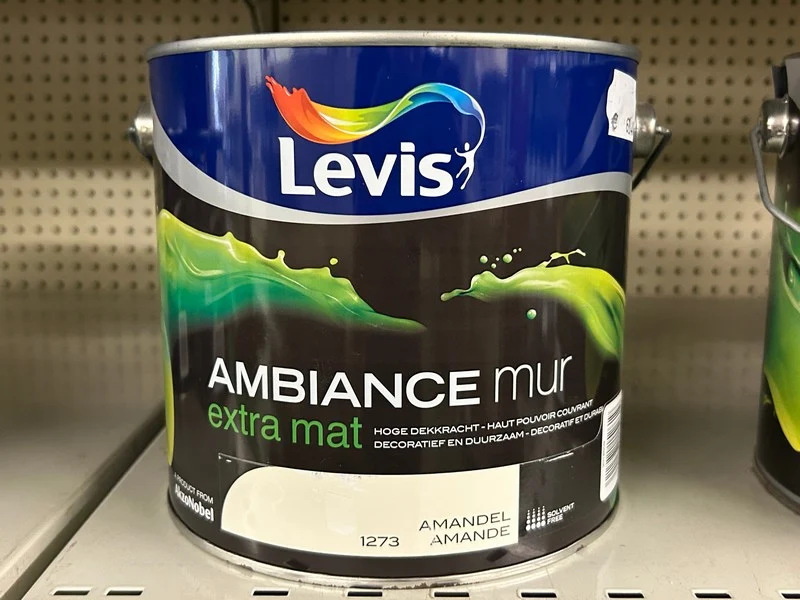 Levis
AMBIANCE mur
extra mat
HOGE DEKKRACHT - HAUT POUVOIR COUVRANT
DECORATIEF EN DUURZAAM - DECORATIF ET DURABL
A PRODUCT FROM
AkzoNobel
AMANDEL
1273 AMANDE
SOLVENT
FREE